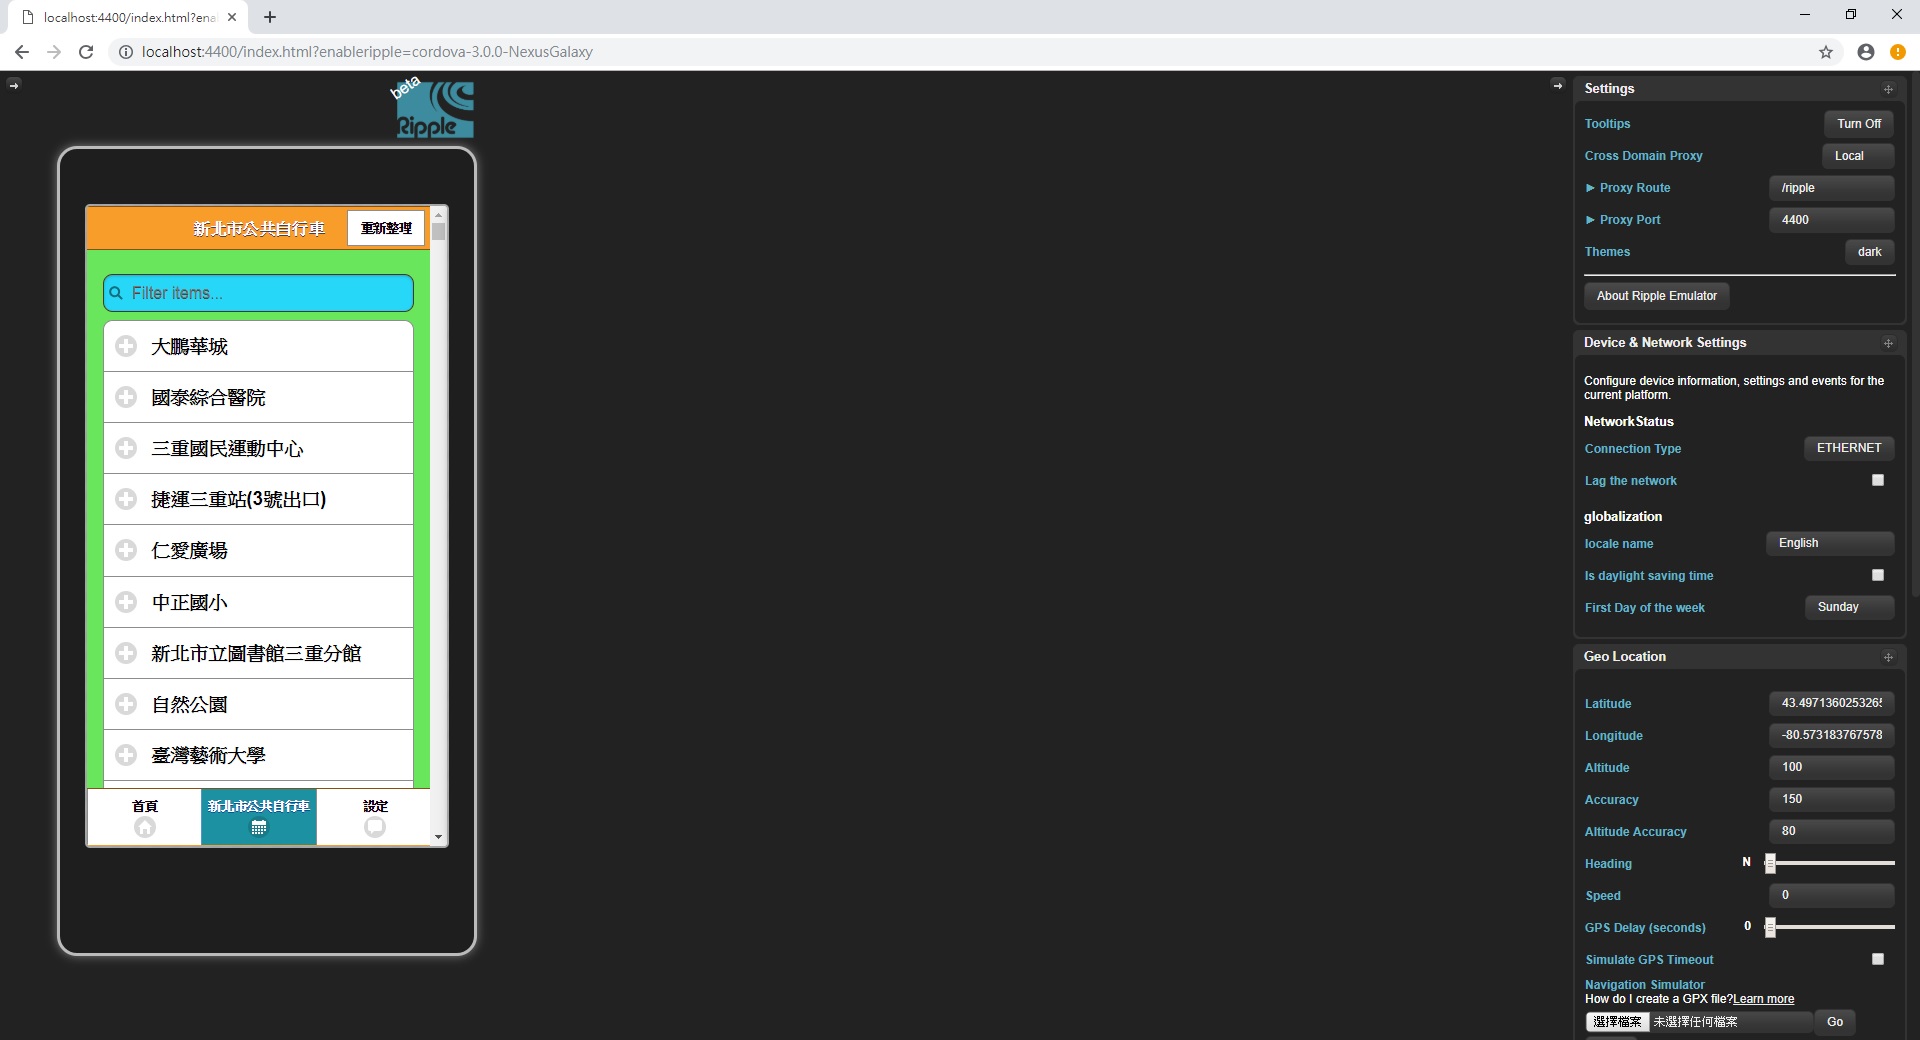 localhost:4400/index.html?ena
localhost:4400/index.html?enableripple=cordova-3.0.0-NexusGalaxy
beta
Ripple
新北市公共自行車
重新整理
Filter items...
大鵬華城
國泰綜合醫院
三重國民運動中心
捷運三重站(3號出口)
仁愛廣場
中正國小
新北市立圖書館三重分館
自然公園
臺灣藝術大學
首頁
新北市公共自行車
設定
Settings
Tooltips Turn Off
Cross Domain Proxy Local
► Proxy Route /ripple
► Proxy Port 4400
Themes dark
About Ripple Emulator
Device & Network Settings
Configure device information, settings and events for the
current platform.
NetworkStatus
Connection Type ETHERNET
Lag the network
globalization
locale name English
Is daylight saving time
First Day of the week Sunday
Geo Location
Latitude 43.497136025326
Longitude -80.573183767578
Altitude 100
Accuracy 150
Altitude Accuracy 80
Heading N
Speed 0
GPS Delay (seconds) 0
Simulate GPS Timeout
Navigation Simulator
How do I create a GPX file?Learn more
選擇檔案 未選擇任何檔案 Go